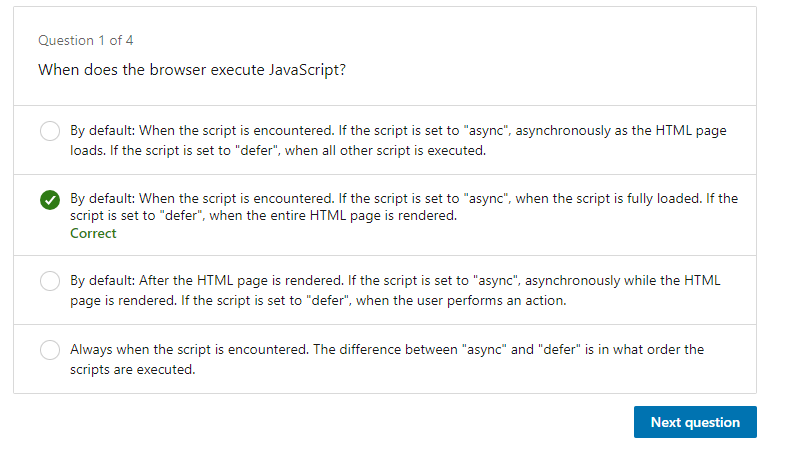 Question 1 of 4
When does the browser execute JavaScript?
By default: When the script is encountered. If the script is set to "async", asynchronously as the HTML page
loads. If the script is set to "defer", when all other script is executed.
By default: When the script is encountered. If the script is set to "async", when the script is fully loaded. If the
script is set to "defer", when the entire HTML page is rendered.
Correct
By default: After the HTML page is rendered. If the script is set to "async", asynchronously while the HTML
page is rendered. If the script is set to "defer", when the user performs an action.
Always when the script is encountered. The difference between "async" and "defer" is in what order the
scripts are executed.
Next question